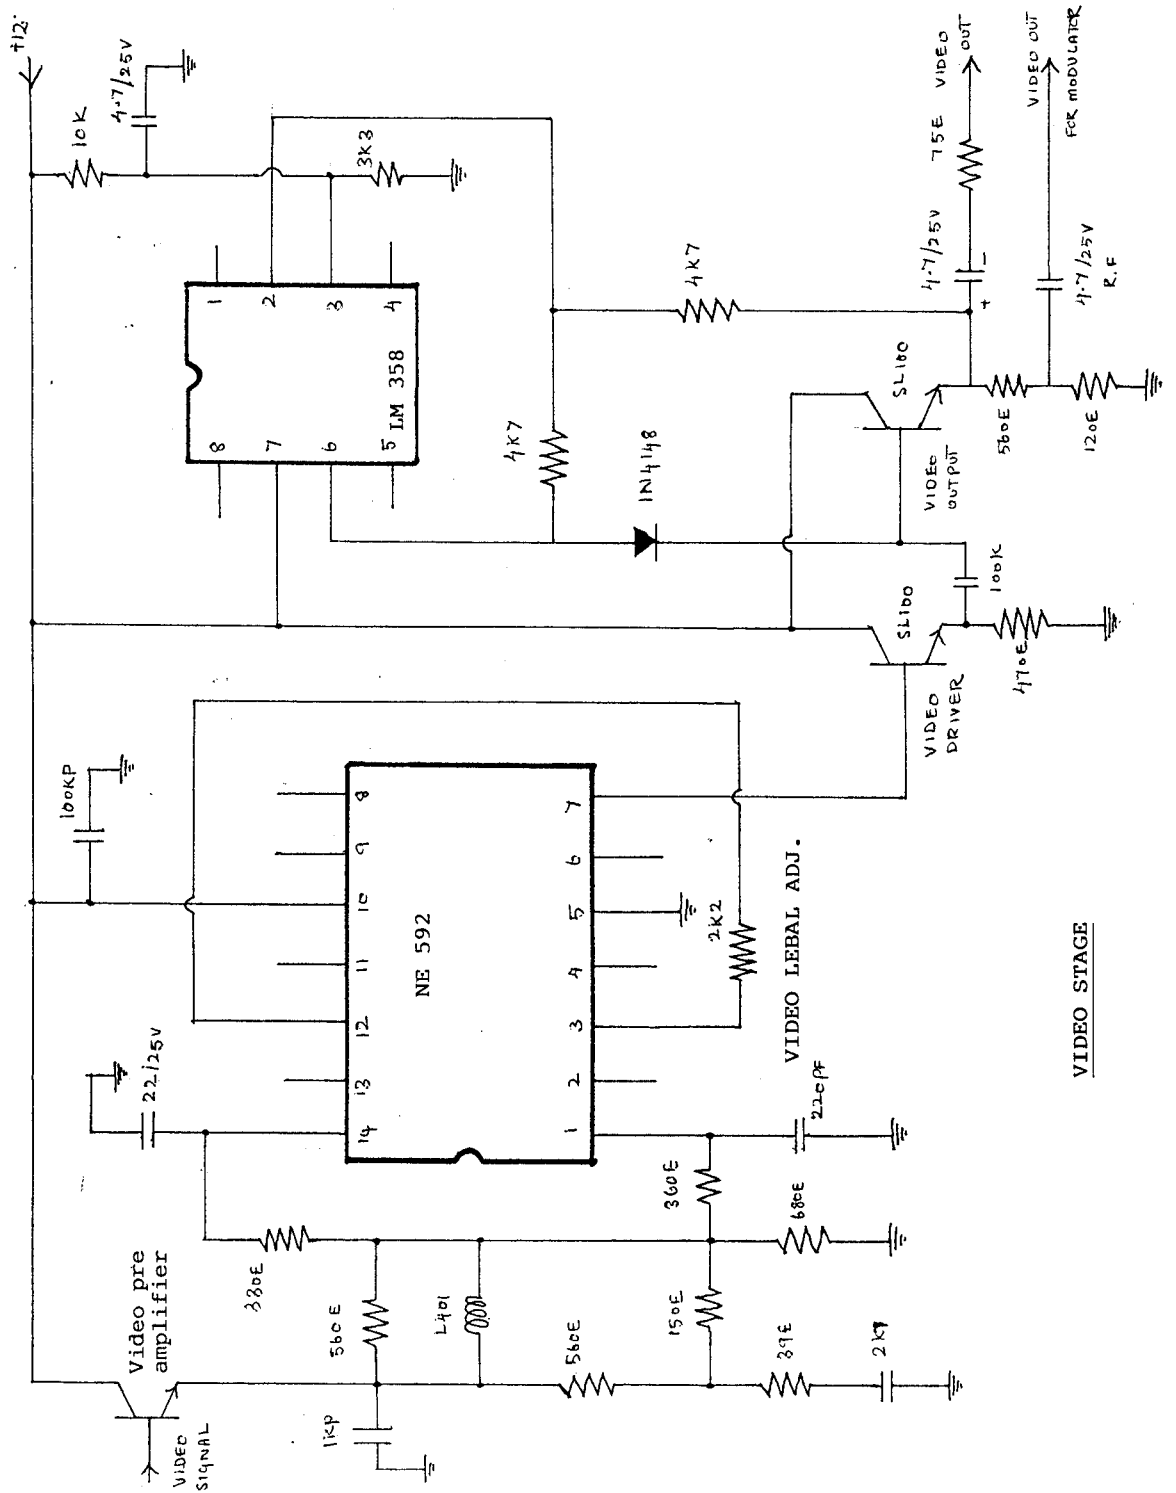 +12
10K
4.7/25V
3K3
1
2
3
4
LM 358
8
7
6
5
4K7
4K7
1N4148
75E
VIDEO OUT
4.7/25V
+
-
VIDEO OUT
FOR MODULATOR
4.7/25V
R.F
SL100
VIDEO
OUTPUT
560E
120E
100K
SL100
VIDEO
DRIVER
470E
100KP
8
9
10
11
12
13
14
NE 592
7
6
5
4
3
2
1
2K2
VIDEO LEBAL ADJ.
22/25V
220PF
360E
680E
330E
560E
L401
560E
150E
39E
Video pre
amplifier
VIDEO
SIGNAL
1KP
VIDEO STAGE